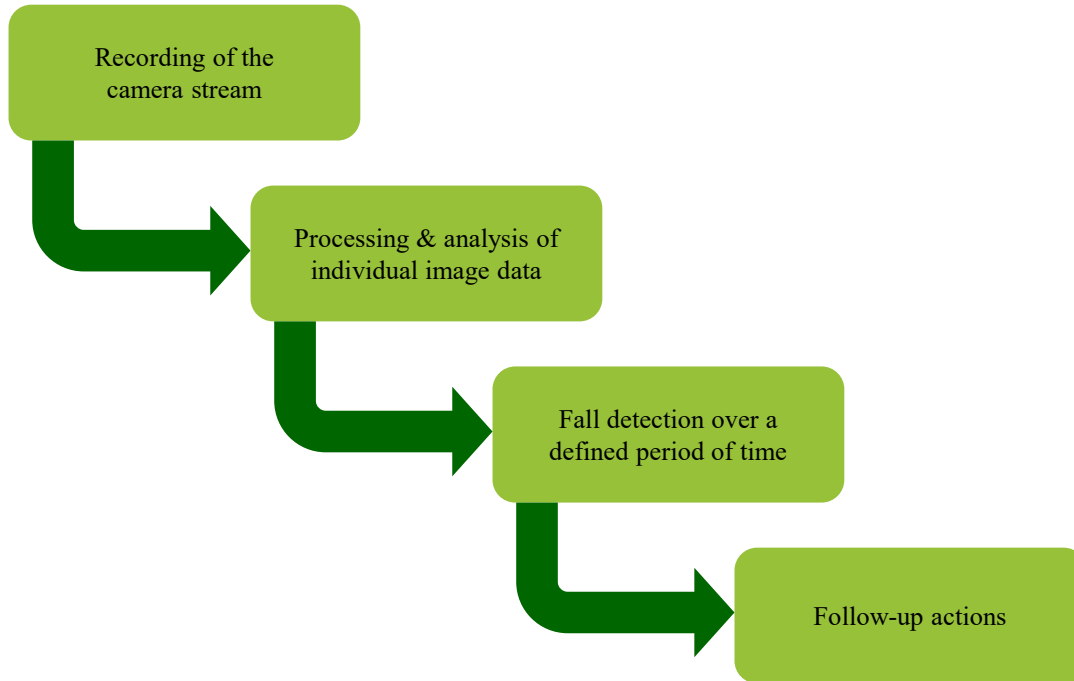 Recording of the
camera stream
Processing & analysis of
individual image data
Fall detection over a
defined period of time
Follow-up actions